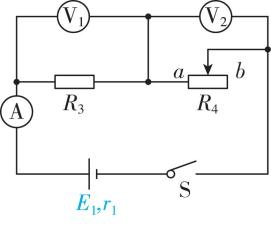 V₁ V₂
a b
R₃ R₄
A
S
E₁,r₁